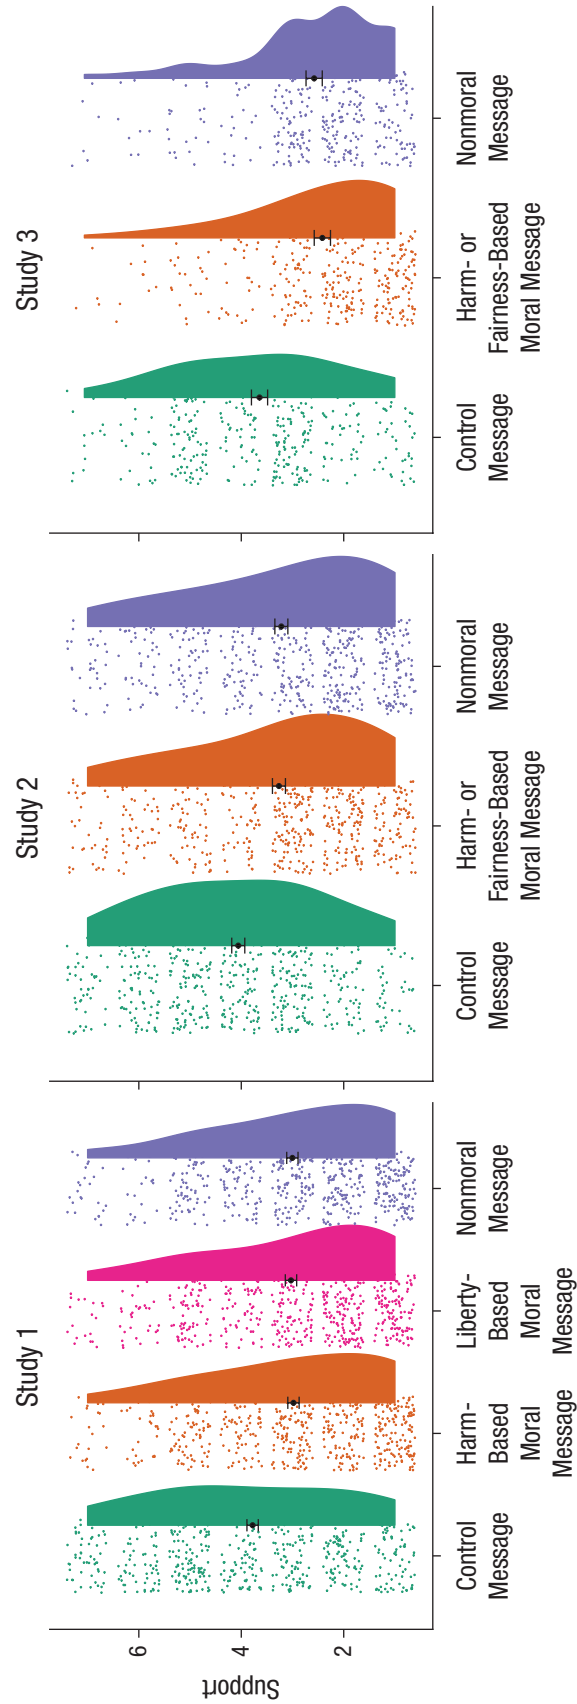 Study 1
Study 2
Study 3
Support
6
4
2
Control
Message
Harm-
Based
Moral
Message
Liberty-
Based
Moral
Message
Nonmoral
Message
Control
Message
Harm- or
Fairness-Based
Moral Message
Nonmoral
Message
Control
Message
Harm- or
Fairness-Based
Moral Message
Nonmoral
Message